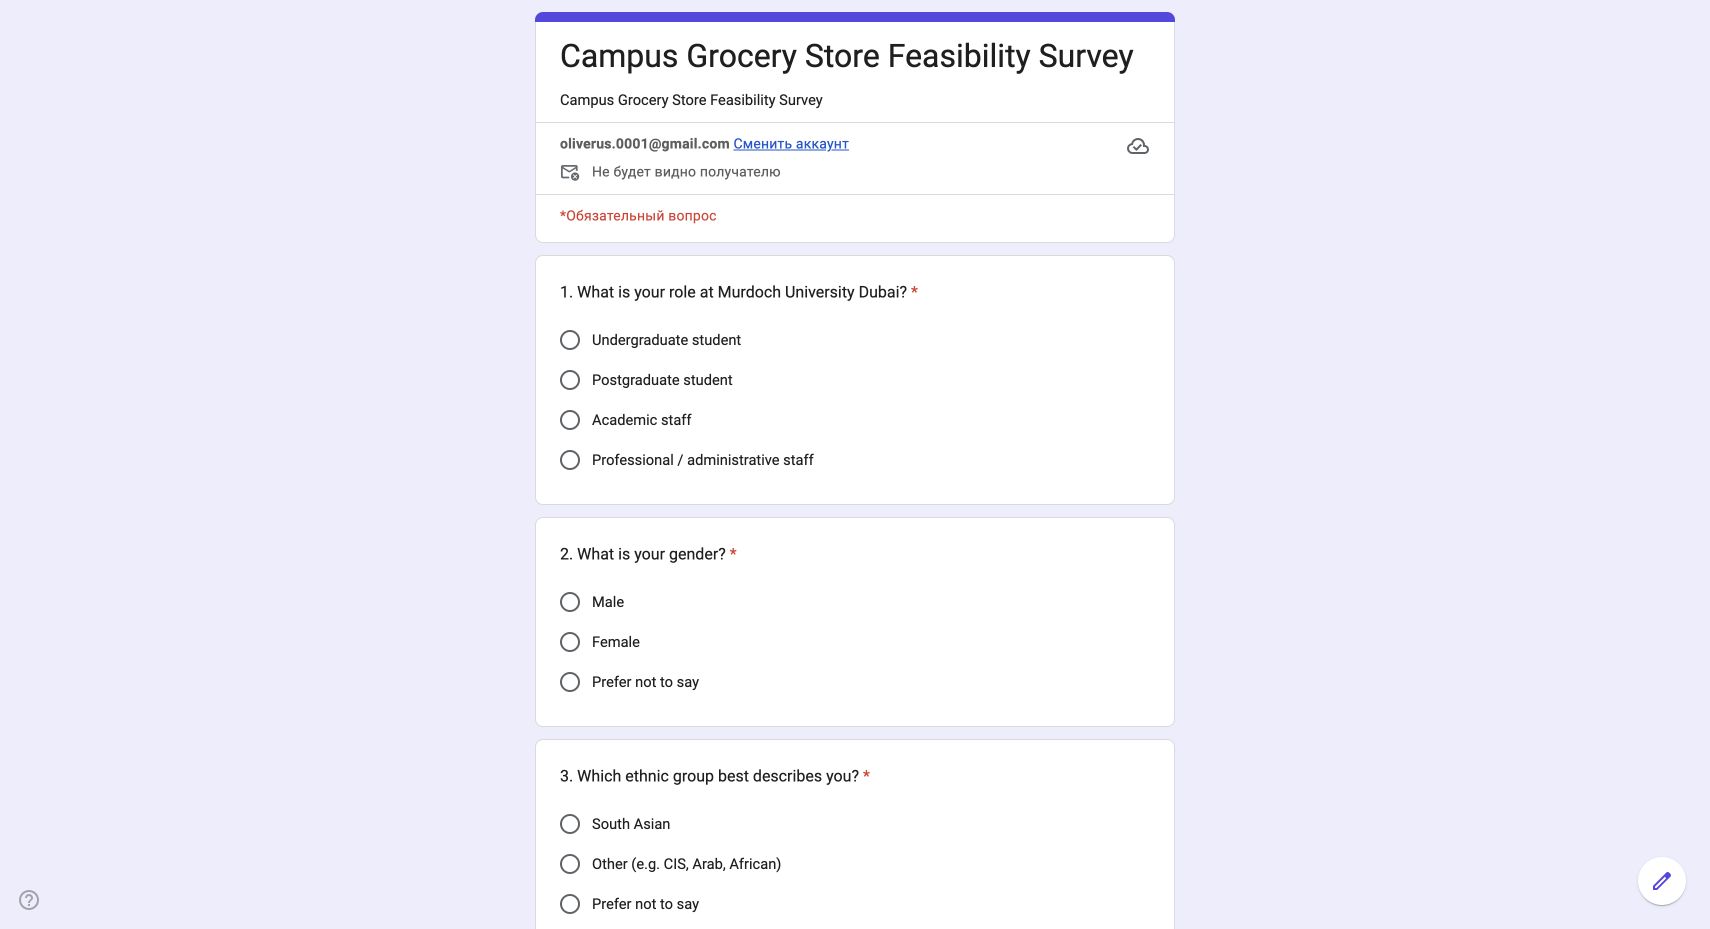 Campus Grocery Store Feasibility Survey
Campus Grocery Store Feasibility Survey
oliverus.0001@gmail.com Сменить аккаунт
Не будет видно получателю
*Обязательный вопрос
1. What is your role at Murdoch University Dubai? *
Undergraduate student
Postgraduate student
Academic staff
Professional / administrative staff
2. What is your gender? *
Male
Female
Prefer not to say
3. Which ethnic group best describes you? *
South Asian
Other (e.g. CIS, Arab, African)
Prefer not to say